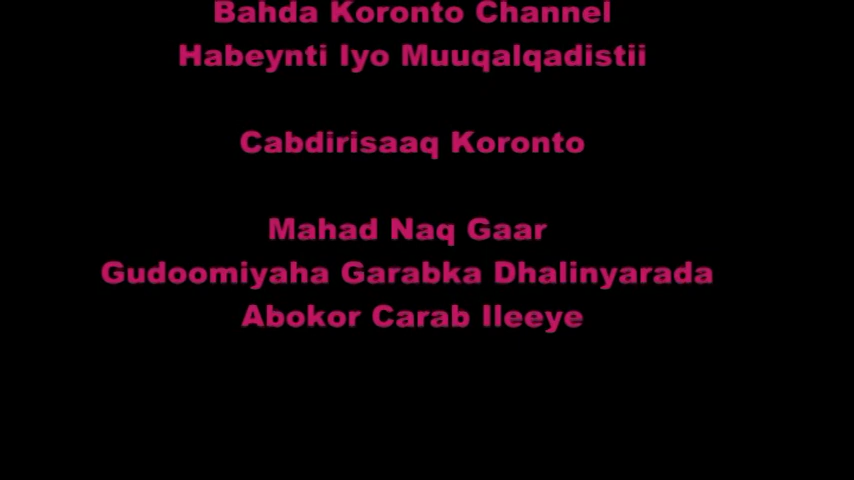 Bahda Koronto Channel
Habeynti Iyo Muuqalqadistii
Cabdirisaaq Koronto
Mahad Naq Gaar
Gudoomiyaha Garabka Dhalinyarada
Abokor Carab Ileeye